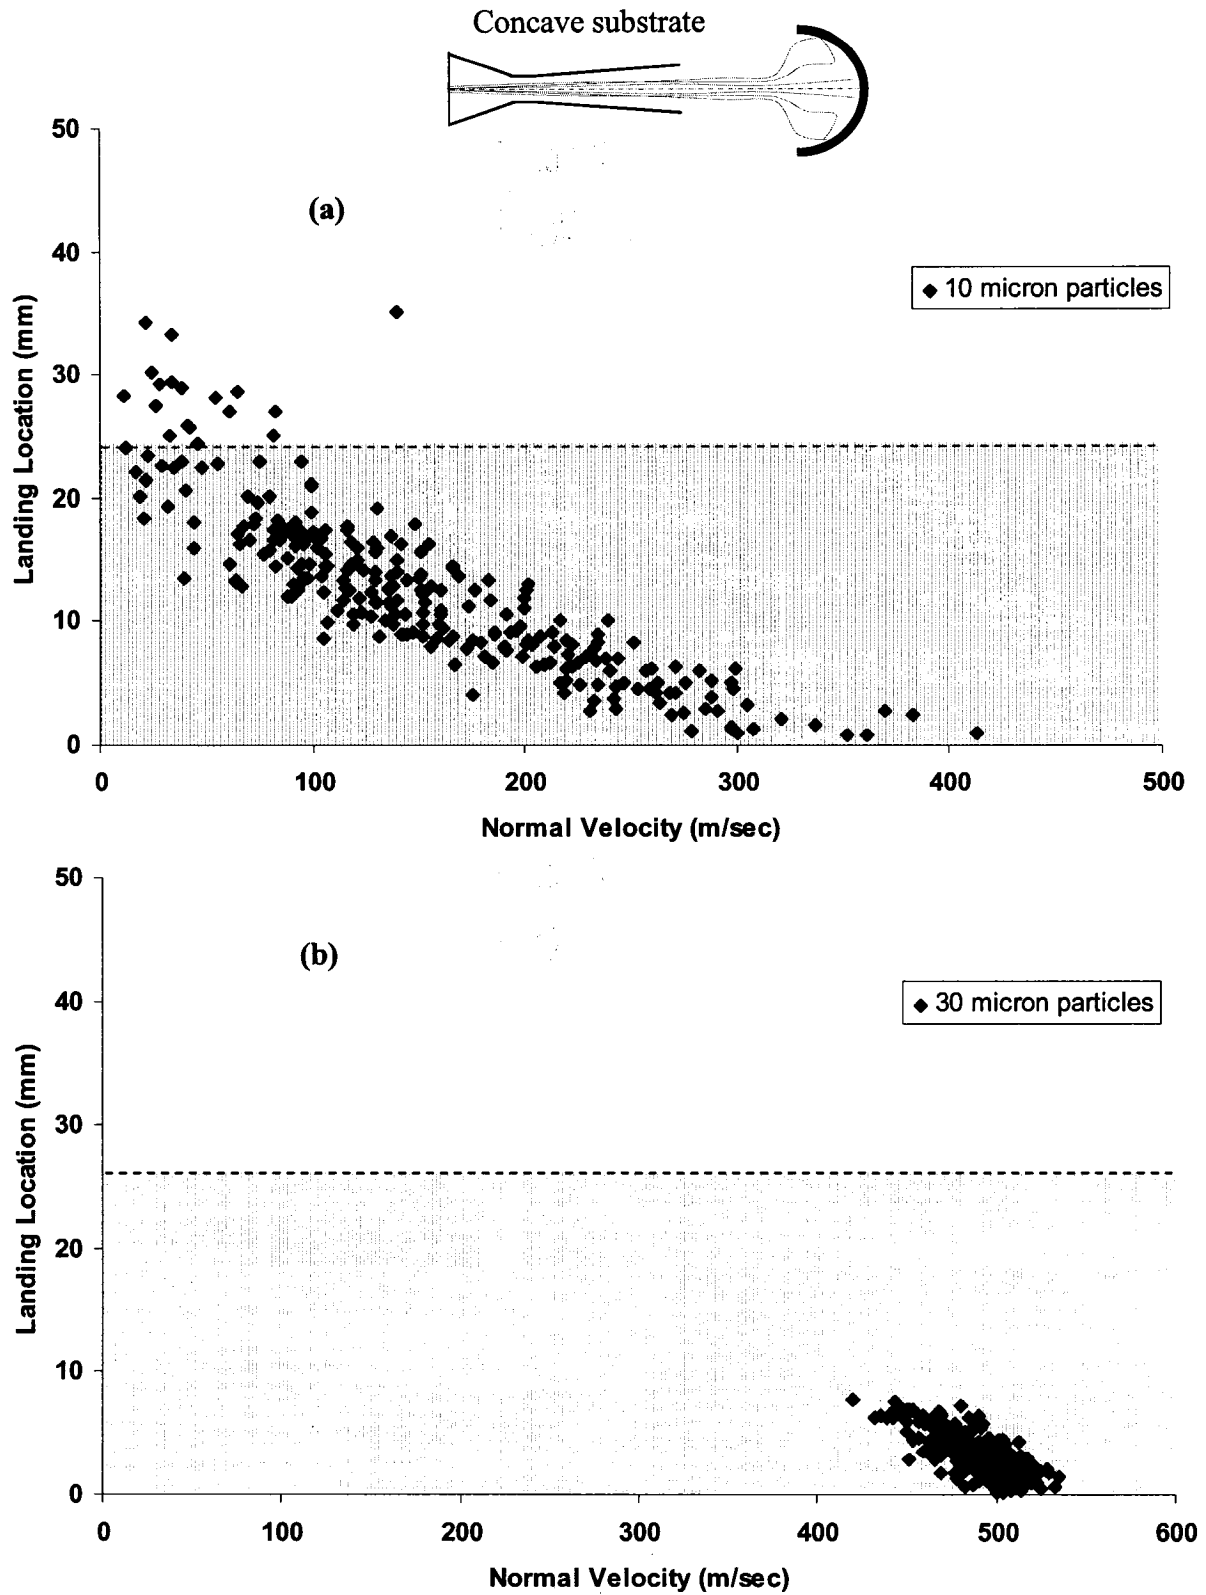 Concave substrate
(a)
50
40
30
20
10
0
Landing Location (mm)
◆ 10 micron particles
0 100 200 300 400 500
Normal Velocity (m/sec)
(b)
50
40
30
20
10
0
Landing Location (mm)
◆ 30 micron particles
0 100 200 300 400 500 600
Normal Velocity (m/sec)